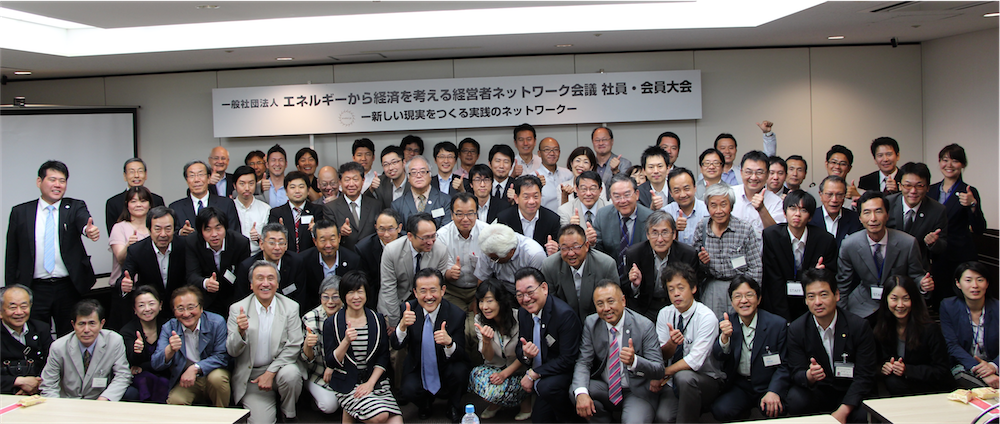 一般社団法人 エネルギーから経済を考える経営者ネットワーク会議 社員・会員大会
ー新しい現実をつくる実践のネットワークー